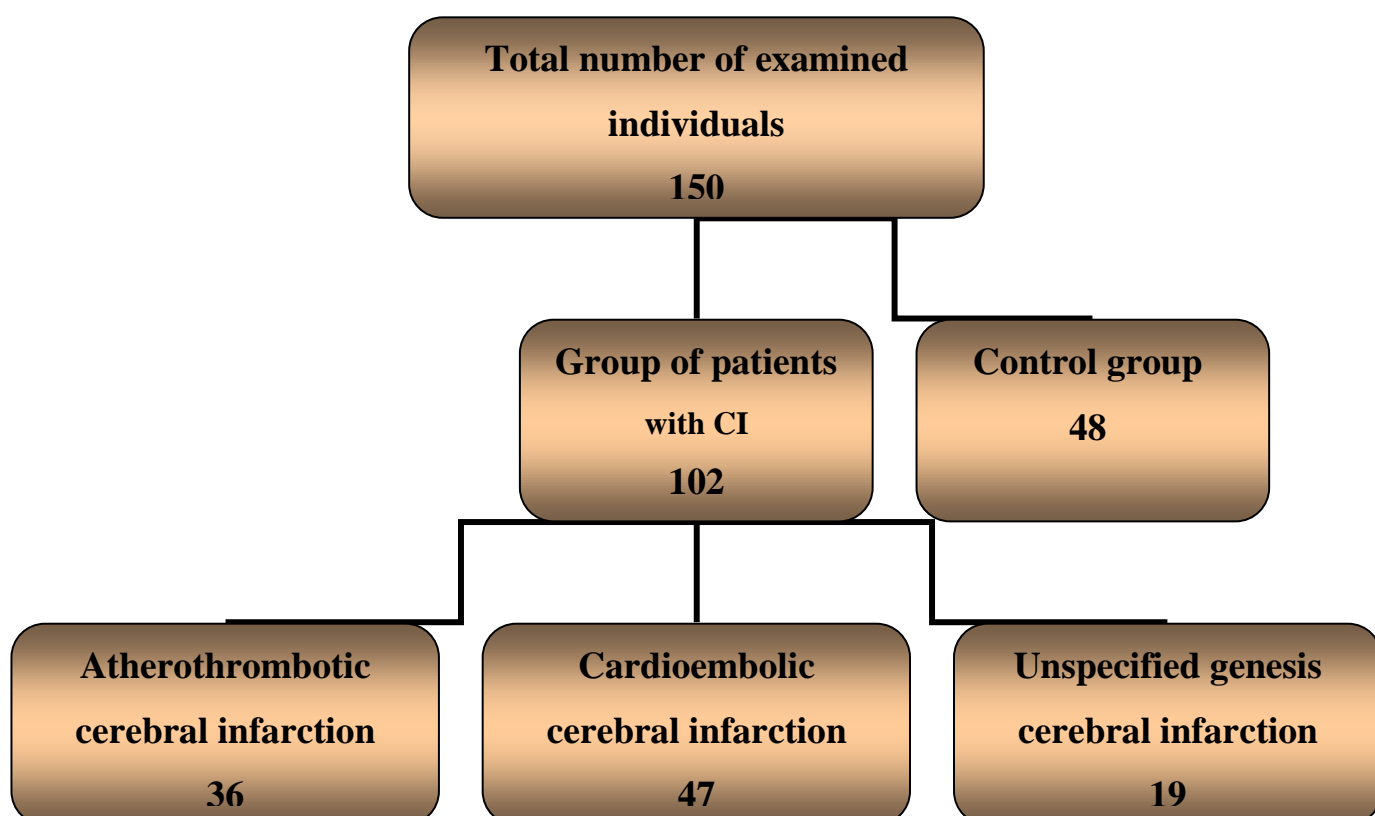 Total number of examined
individuals
150
Group of patients
with CI
102
Control group
48
Atherothrombotic
cerebral infarction
36
Cardioembolic
cerebral infarction
47
Unspecified genesis
cerebral infarction
19